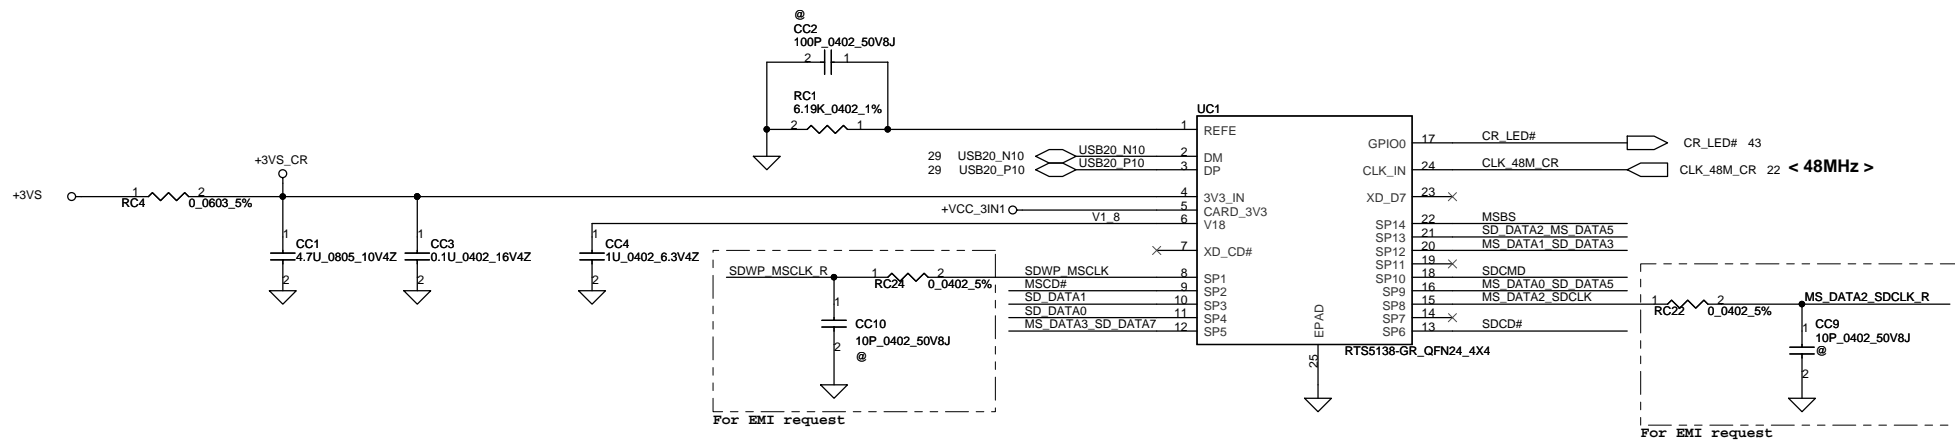 @
CC2
100P_0402_50V8J
2 1
RC1
6.19K_0402_1%
2 1
UC1
1 REFE
GPIO0 17 CR_LED# CR_LED# 43
29 USB20_N10 USB20_N10 2 DM
29 USB20_P10 USB20_P10 3 DP
CLK_IN 24 CLK_48M_CR CLK_48M_CR 22 < 48MHz >
+3VS_CR
+3VS 1 2 4 3V3_IN XD_D7 23
RC4 0_0603_5%
+VCC_3IN1 5 CARD_3V3
V1_8 6 V18
SP14 22 MSBS
SP13 21 SD_DATA2_MS_DATA5
SP12 20 MS_DATA1_SD_DATA3
1
CC1
4.7U_0805_10V4Z
2
1
CC3
0.1U_0402_16V4Z
2
1
CC4
1U_0402_6.3V4Z
2
7 XD_CD#
SP11 19
SDWP_MSCLK_R 1 2 SDWP_MSCLK 8 SP1
RC24 0_0402_5%
SP10 18 SDCMD
MSCD# 9 SP2
SP9 16 MS_DATA0_SD_DATA5
SD_DATA1 10 SP3
SP8 15 MS_DATA2_SDCLK 1 2 MS_DATA2_SDCLK_R
RC22 0_0402_5%
SD_DATA0 11 SP4
SP7 14
MS_DATA3_SD_DATA7 12 SP5
SP6 13 SDCD#
1
CC10
10P_0402_50V8J
2
@
EPAD
25
RTS5138-GR_QFN24_4X4
1
CC9
10P_0402_50V8J
@
2
For EMI request
For EMI request